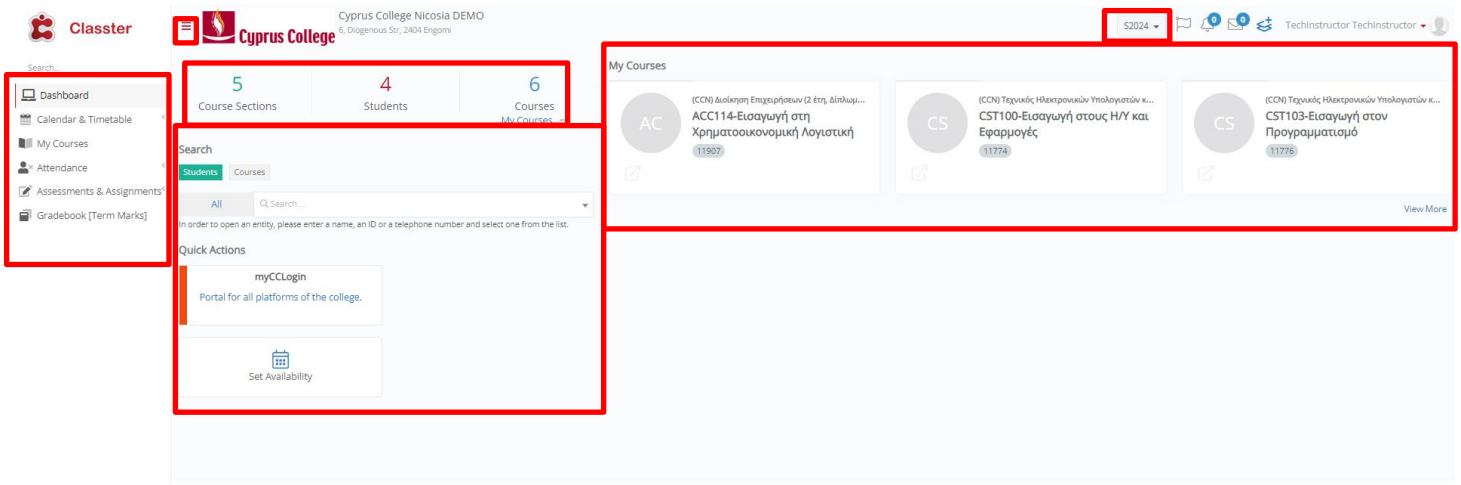 Classter
Search...
Dashboard
Calendar & Timetable
My Courses
Attendance
Assessments & Assignments
Gradebook [Term Marks]
Cyprus College
Cyprus College Nicosia DEMO
6, Diogenous Str, 2404 Engomi
S2024
0
0
TechInstructor TechInstructor
5
Course Sections
4
Students
6
Courses
My Courses
Search
Students Courses
All Search...
In order to open an entity, please enter a name, an ID or a telephone number and select one from the list.
Quick Actions
myCCLogin
Portal for all platforms of the college.
Set Availability
My Courses
AC
(CCN) Διοίκηση Επιχειρήσεων (2 έτη, Δίπλωμ...
ACC114-Εισαγωγή στη
Χρηματοοικονομική Λογιστική
11907
CS
(CCN) Τεχνικός Ηλεκτρονικών Υπολογιστών κ...
CST100-Εισαγωγή στους Η/Υ και
Εφαρμογές
11774
CS
(CCN) Τεχνικός Ηλεκτρονικών Υπολογιστών κ...
CST103-Εισαγωγή στον
Προγραμματισμό
11776
View More